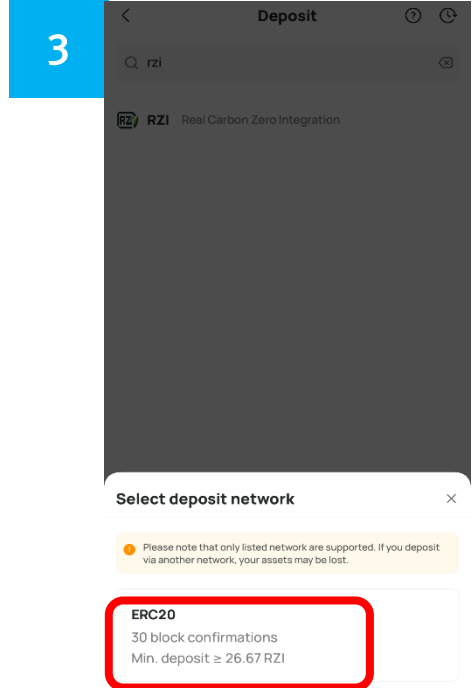 3
Deposit
rzi
RZ RZI Real Carbon Zero Integration
Select deposit network
Please note that only listed network are supported. If you deposit
via another network, your assets may be lost.
ERC20
30 block confirmations
Min. deposit ≥ 26.67 RZI